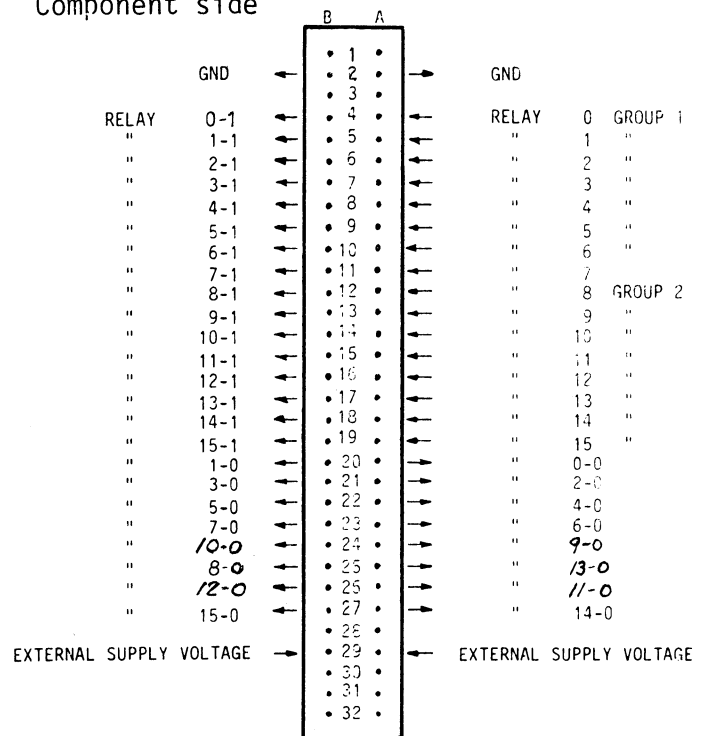 Component side
B A
1
GND ← 2 → GND
3
RELAY 0-1 ← 4 ← RELAY 0 GROUP 1
" 1-1 ← 5 ← " 1 "
" 2-1 ← 6 ← " 2 "
" 3-1 ← 7 ← " 3 "
" 4-1 ← 8 ← " 4 "
" 5-1 ← 9 ← " 5 "
" 6-1 ← 10 ← " 6 "
" 7-1 ← 11 ← " 7
" 8-1 ← 12 ← " 8 GROUP 2
" 9-1 ← 13 ← " 9 "
" 10-1 ← 14 ← " 10 "
" 11-1 ← 15 ← " 11 "
" 12-1 ← 16 ← " 12 "
" 13-1 ← 17 ← " 13 "
" 14-1 ← 18 ← " 14 "
" 15-1 ← 19 ← " 15 "
" 1-0 ← 20 → " 0-0
" 3-0 ← 21 → " 2-0
" 5-0 ← 22 → " 4-0
" 7-0 ← 23 → " 6-0
" 10-0 ← 24 → " 9-0
" 8-0 ← 25 → " 13-0
" 12-0 ← 26 → " 11-0
" 15-0 ← 27 → " 14-0
28
EXTERNAL SUPPLY VOLTAGE → 29 ← EXTERNAL SUPPLY VOLTAGE
30
31
32